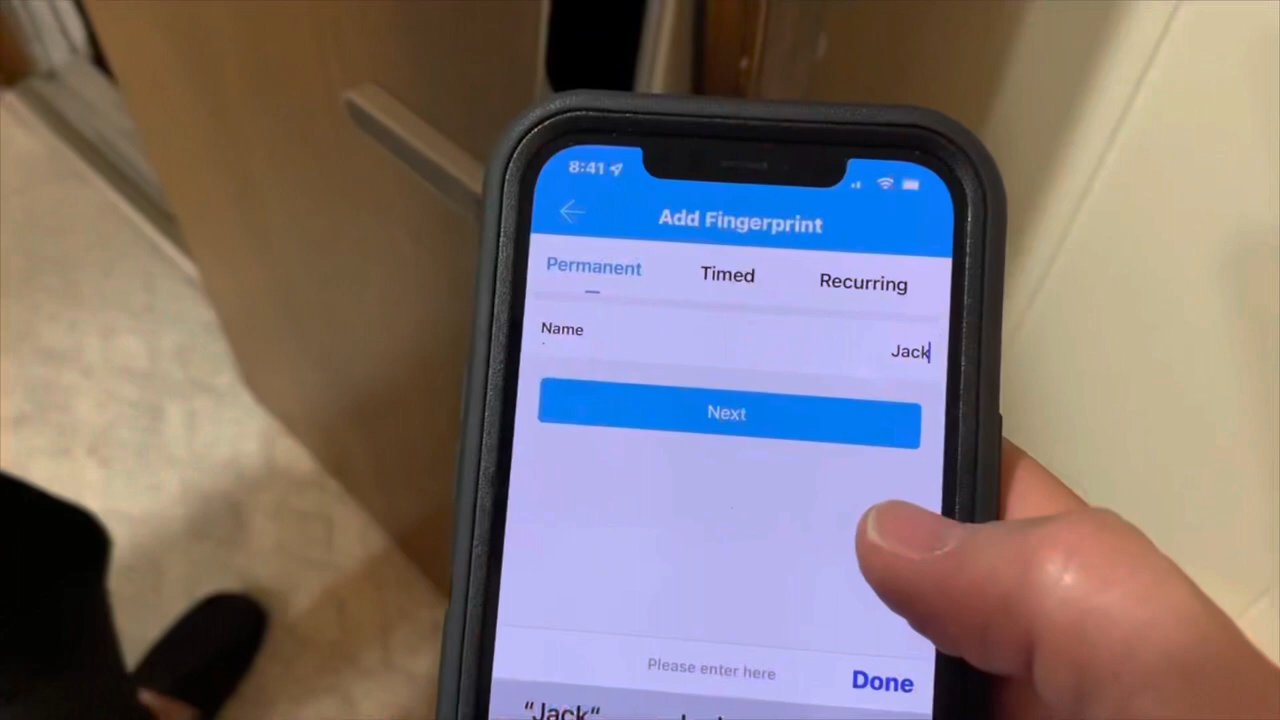 8:41
Add Fingerprint
Permanent Timed Recurring
Name
Jack
Next
Please enter here Done
“Jack“